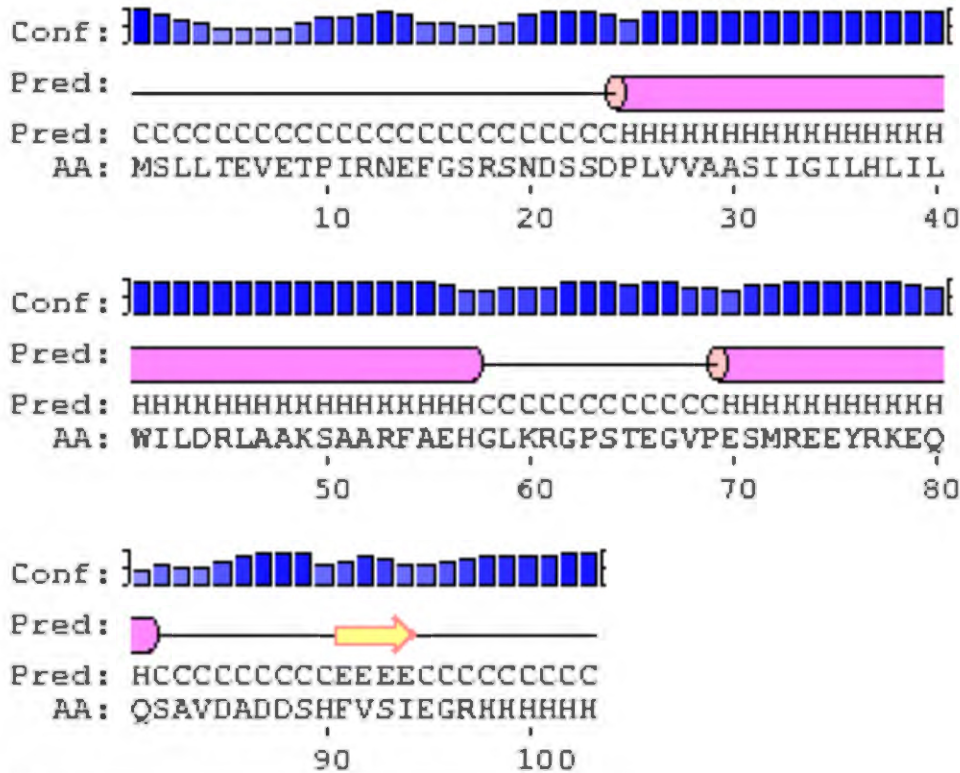 Conf:
Pred:
Pred: CCCCCCCCCCCCCCCCCCCCCCCCHHHHHHHHHHHHHHHH
AA: MSLLTEVETPIRNEFGSRSNDSSDPLVVAASIIGILHLIL
10 20 30 40
Conf:
Pred:
Pred: HHHHHHHHHHHHHHHHHCCCCCCCCCCCCHHHHHHHHHHH
AA: WILDRLAAKSAARFAEHGLKRGPSTEGVPESMREEYRKEQ
50 60 70 80
Conf:
Pred:
Pred: HCCCCCCCCCEEEECCCCCCCCC
AA: QSAVDADDSHFVSIEGRHHHHHH
90 100